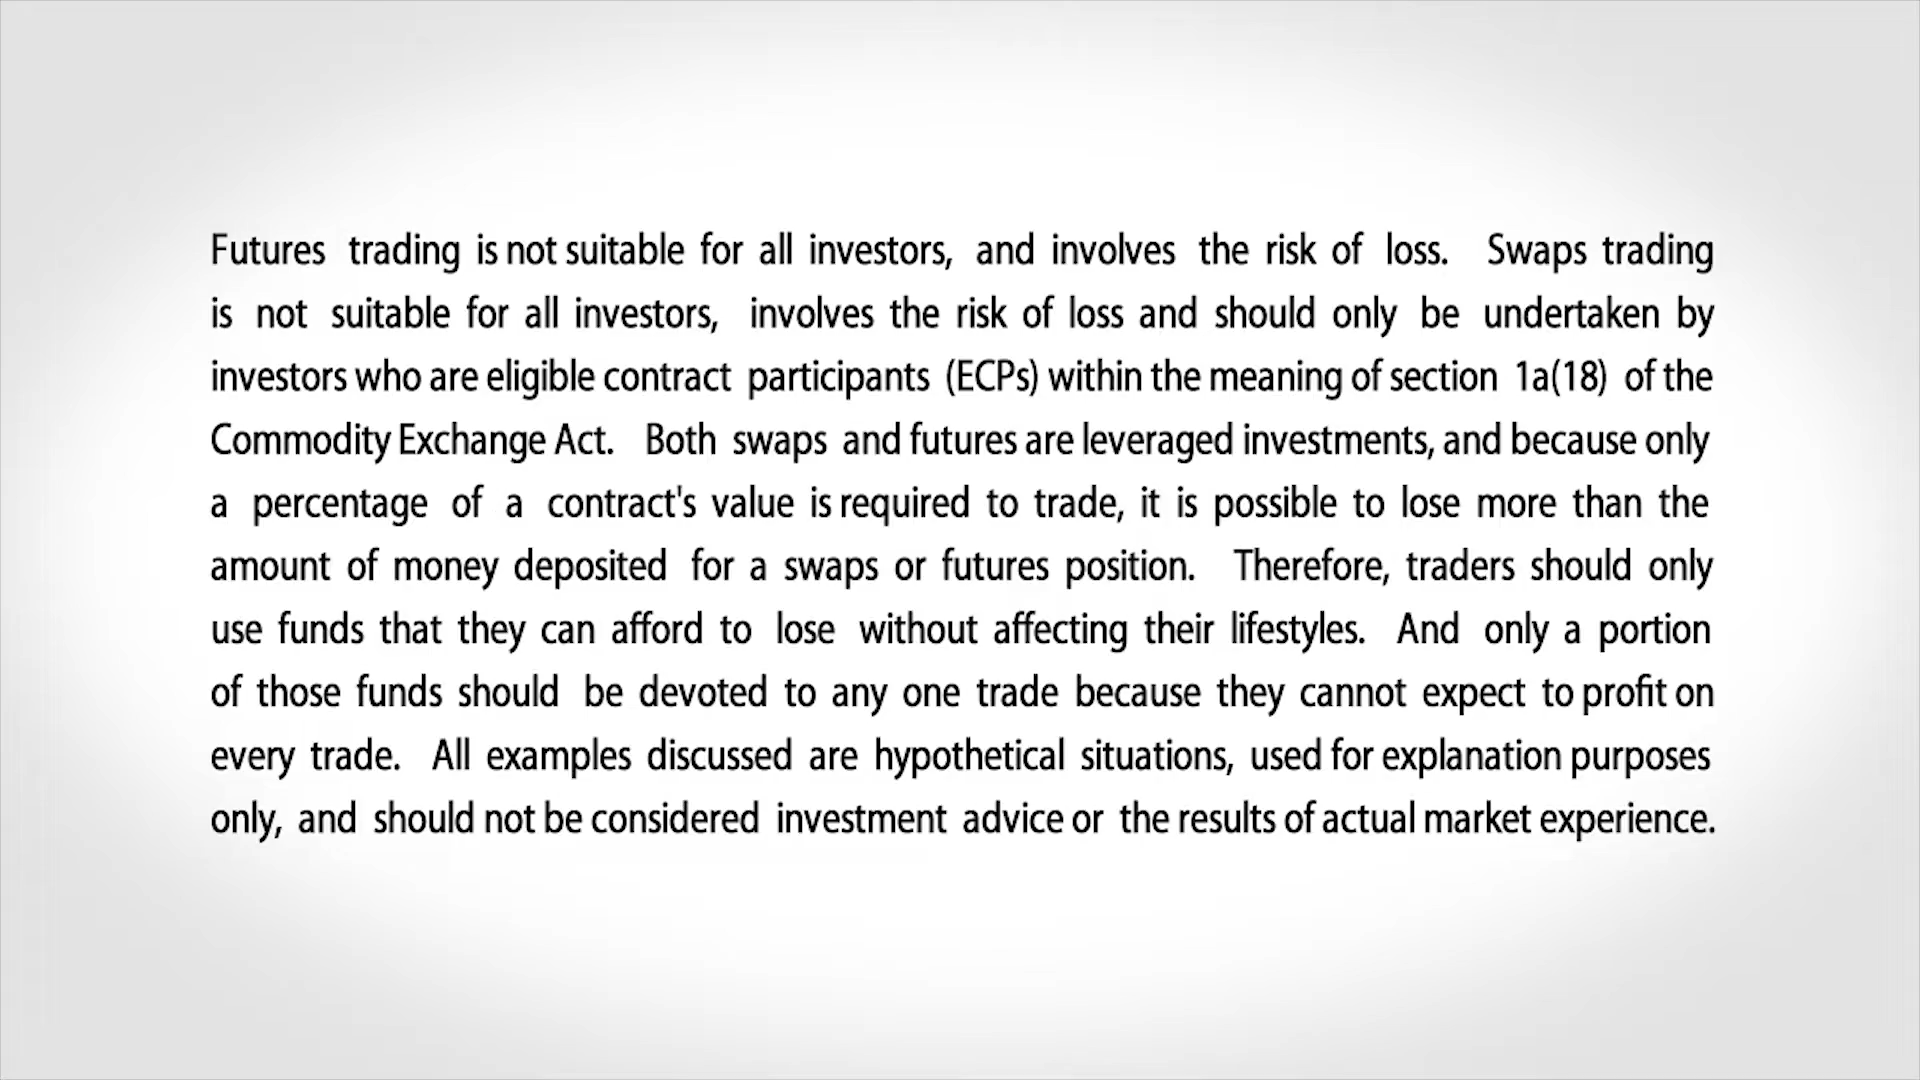 Futures trading is not suitable for all investors, and involves the risk of loss. Swaps trading
is not suitable for all investors, involves the risk of loss and should only be undertaken by
investors who are eligible contract participants (ECPs) within the meaning of section 1a(18) of the
Commodity Exchange Act. Both swaps and futures are leveraged investments, and because only
a percentage of a contract's value is required to trade, it is possible to lose more than the
amount of money deposited for a swaps or futures position. Therefore, traders should only
use funds that they can afford to lose without affecting their lifestyles. And only a portion
of those funds should be devoted to any one trade because they cannot expect to profit on
every trade. All examples discussed are hypothetical situations, used for explanation purposes
only, and should not be considered investment advice or the results of actual market experience.